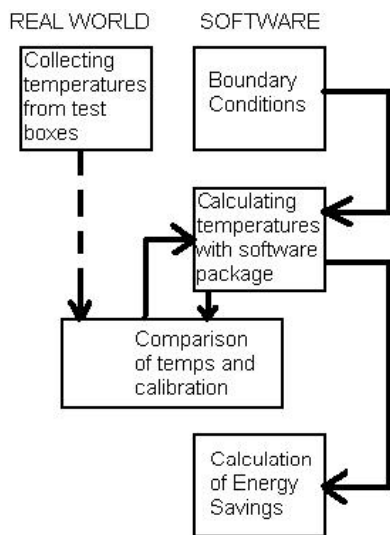 REAL WORLD
SOFTWARE
Collecting
temperatures
from test
boxes
Boundary
Conditions
Calculating
temperatures
with software
package
Comparison
of temps and
calibration
Calculation
of Energy
Savings